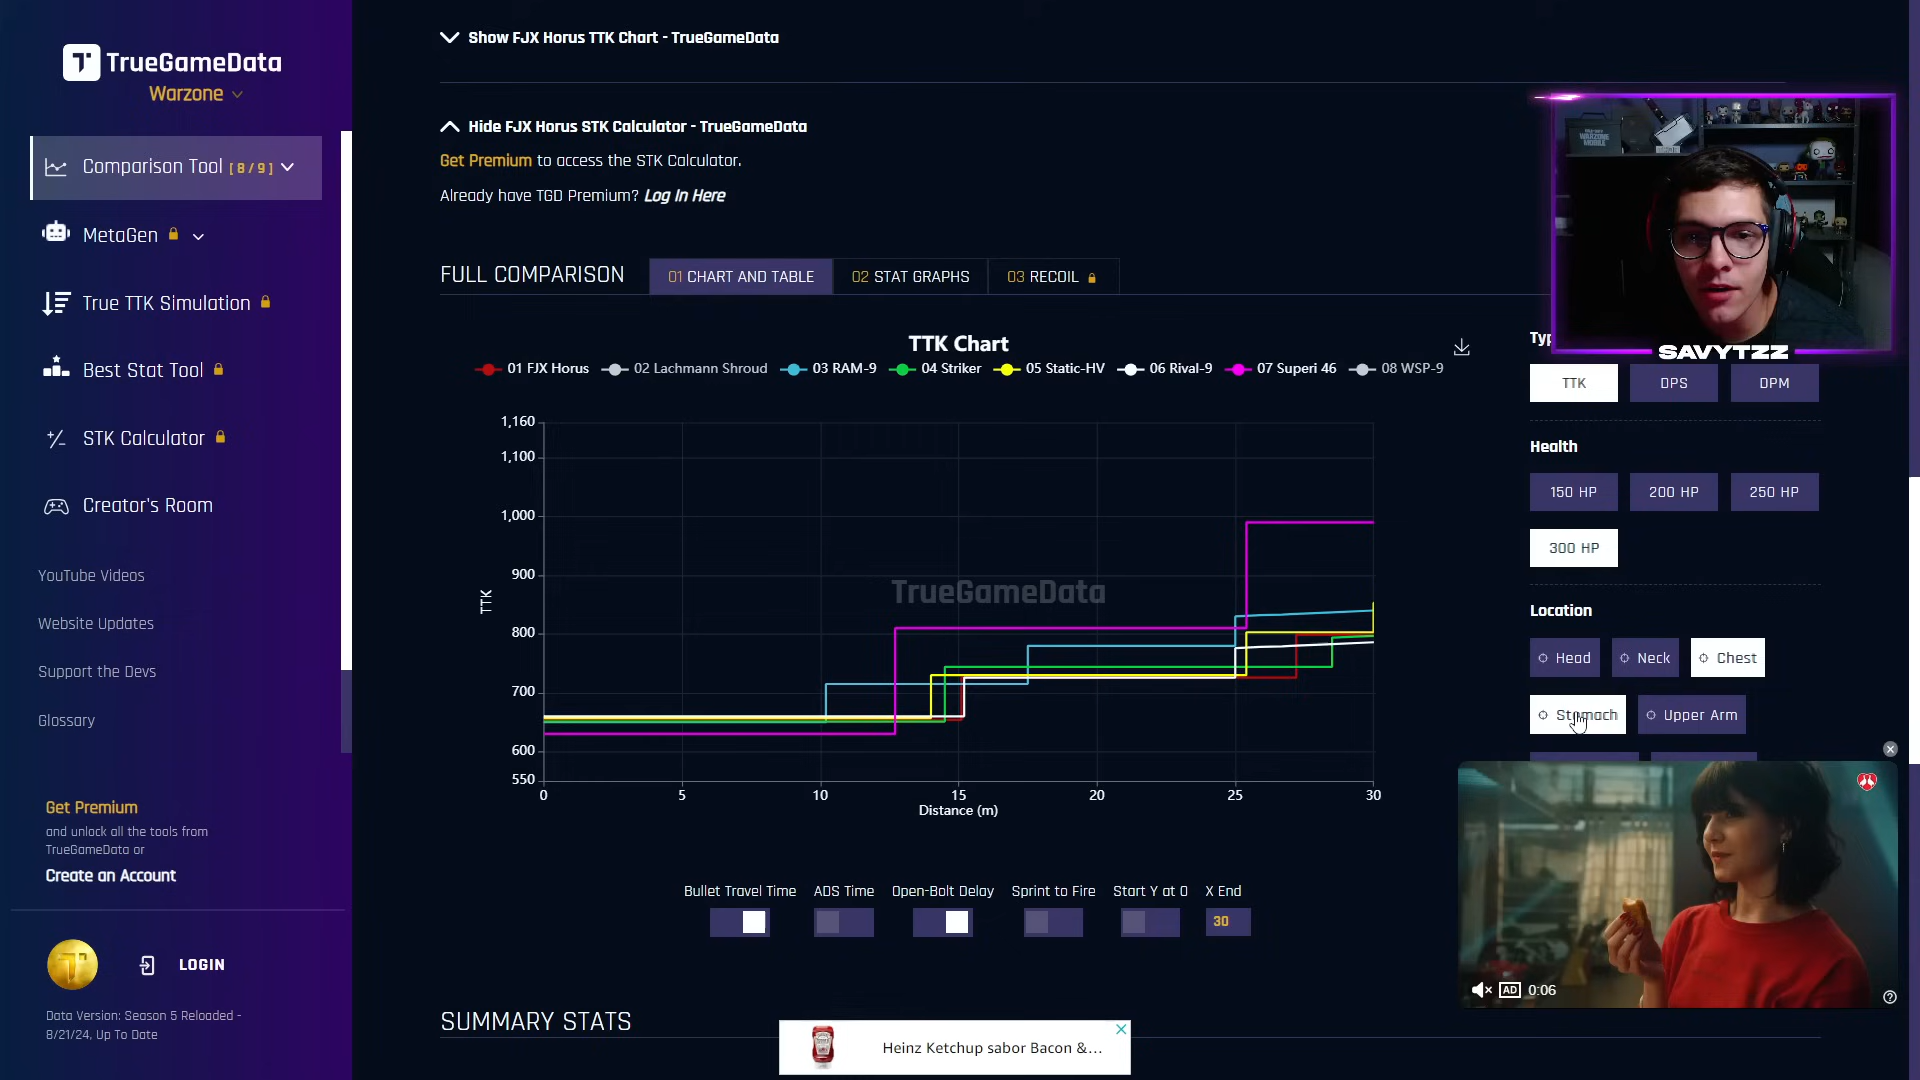 TrueGameData
Warzone
Comparison Tool [8/9]
MetaGen
True TTK Simulation
Best Stat Tool
STK Calculator
Creator's Room
YouTube Videos
Website Updates
Support the Devs
Glossary
Get Premium
and unlock all the tools from
TrueGameData or
Create an Account
LOGIN
Data Version: Season 5 Reloaded -
8/21/24, Up To Date
Show FJX Horus TTK Chart - TrueGameData
Hide FJX Horus STK Calculator - TrueGameData
Get Premium to access the STK Calculator.
Already have TGD Premium? Log In Here
FULL COMPARISON
01 CHART AND TABLE
02 STAT GRAPHS
03 RECOIL
TTK Chart
01 FJX Horus 02 Lachmann Shroud 03 RAM-9 04 Striker 05 Static-HV 06 Rival-9 07 Superi 46 08 WSP-9
1,160
1,100
1,000
900
800
700
600
550
TTK
TrueGameData
0 5 10 15 20 25 30
Distance (m)
Bullet Travel Time ADS Time Open-Bolt Delay Sprint to Fire Start Y at 0 X End
30
SUMMARY STATS
Heinz Ketchup sabor Bacon &...
WARZONE
MOBILE
SAVYTZZ
Typ
TTK DPS DPM
Health
150 HP 200 HP 250 HP
300 HP
Location
Head Neck Chest
Stomach Upper Arm
AD 0:06